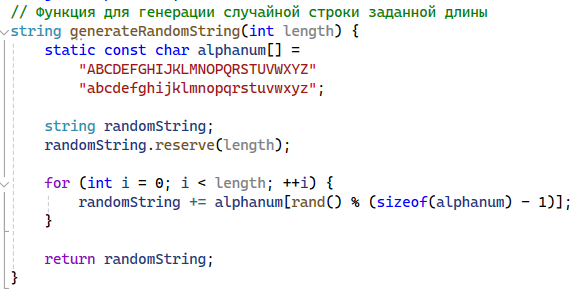 // Функция для генерации случайной строки заданной длины
string generateRandomString(int length) {
    static const char alphanum[] =
        "ABCDEFGHIJKLMNOPQRSTUVWXYZ"
        "abcdefghijklmnopqrstuvwxyz";

    string randomString;
    randomString.reserve(length);

    for (int i = 0; i < length; ++i) {
        randomString += alphanum[rand() % (sizeof(alphanum) - 1)];
    }

    return randomString;
}